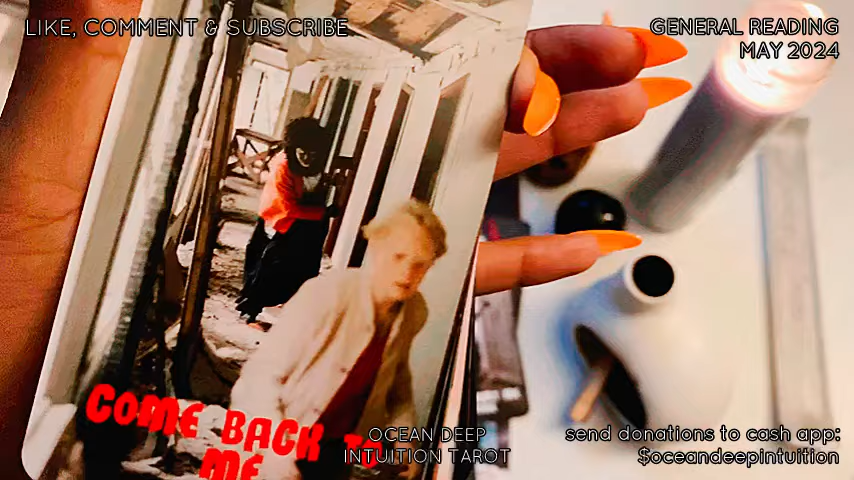 LIKE, COMMENT & SUBSCRIBE
GENERAL READING
MAY 2024
COME BACK TO
ME
OCEAN DEEP
INTUITION TAROT
send donations to cash app:
$oceandeepintuition